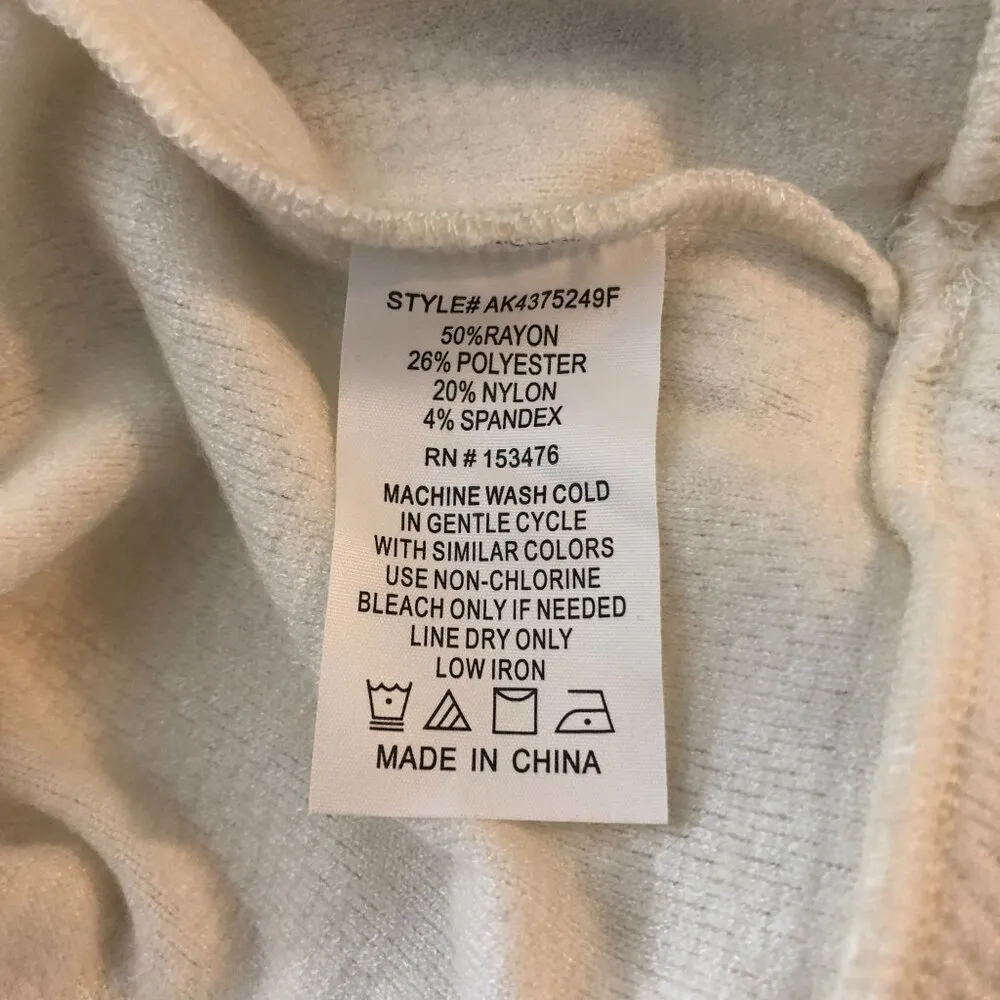 STYLE# AK4375249F
50%RAYON
26% POLYESTER
20% NYLON
4% SPANDEX
RN # 153476
MACHINE WASH COLD
IN GENTLE CYCLE
WITH SIMILAR COLORS
USE NON-CHLORINE
BLEACH ONLY IF NEEDED
LINE DRY ONLY
LOW IRON
MADE IN CHINA